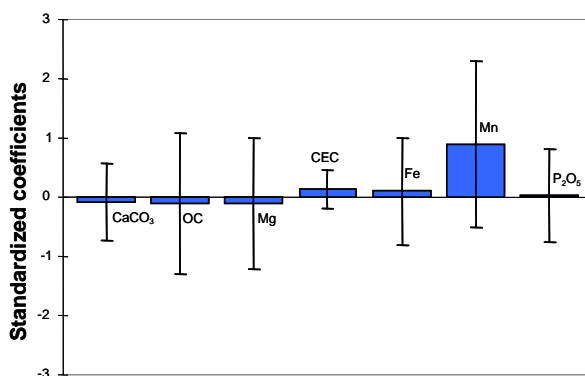 Standardized coefficients
3
2
1
0
-1
-2
-3
CaCO₃
OC
Mg
CEC
Fe
Mn
P₂O₅